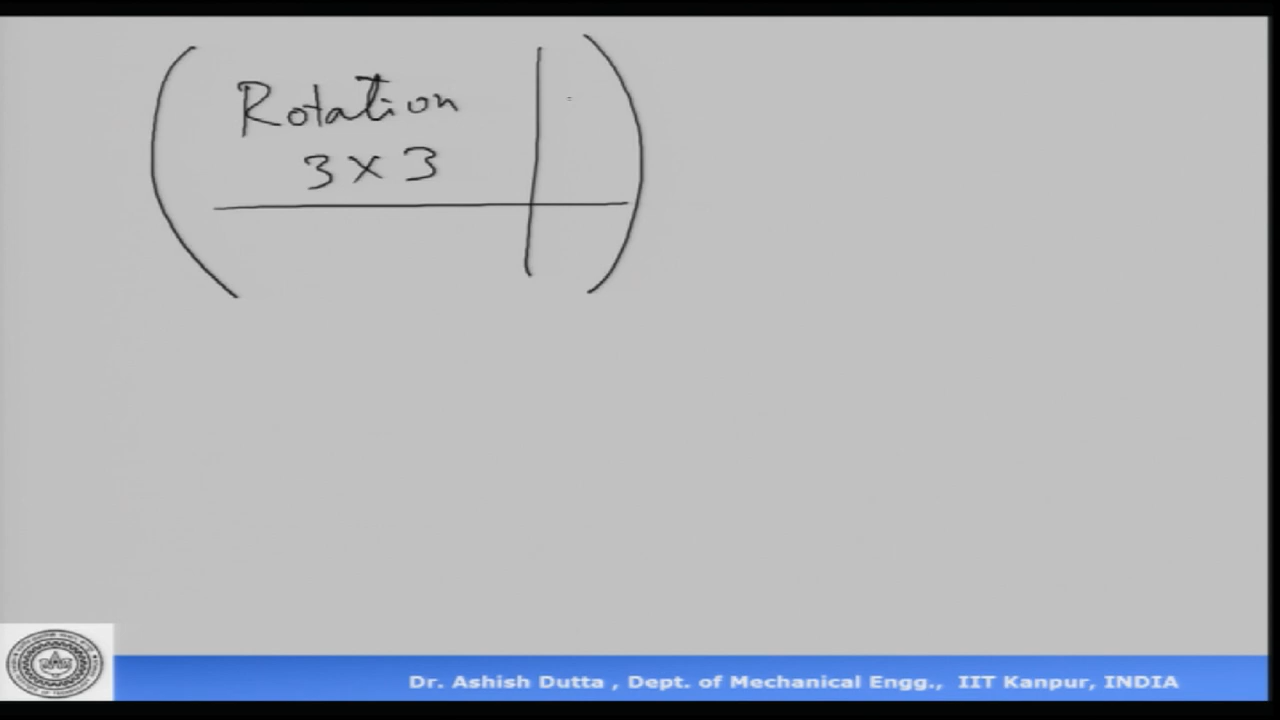 Rotation
3 X 3
Dr. Ashish Dutta , Dept. of Mechanical Engg., IIT Kanpur, INDIA